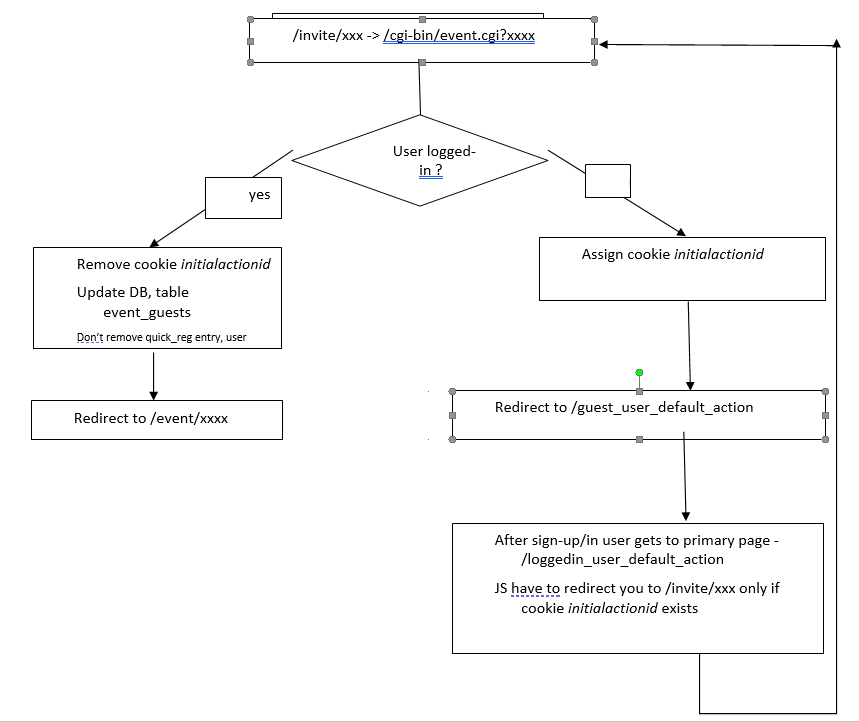 /invite/xxx -> /cgi-bin/event.cgi?xxxx
User logged-
in ?
yes
Remove cookie initialactionid
Update DB, table
event_guests
Don't remove quick_reg entry, user
Redirect to /event/xxxx
Assign cookie initialactionid
Redirect to /guest_user_default_action
After sign-up/in user gets to primary page -
/loggedin_user_default_action
JS have to redirect you to /invite/xxx only if
cookie initialactionid exists